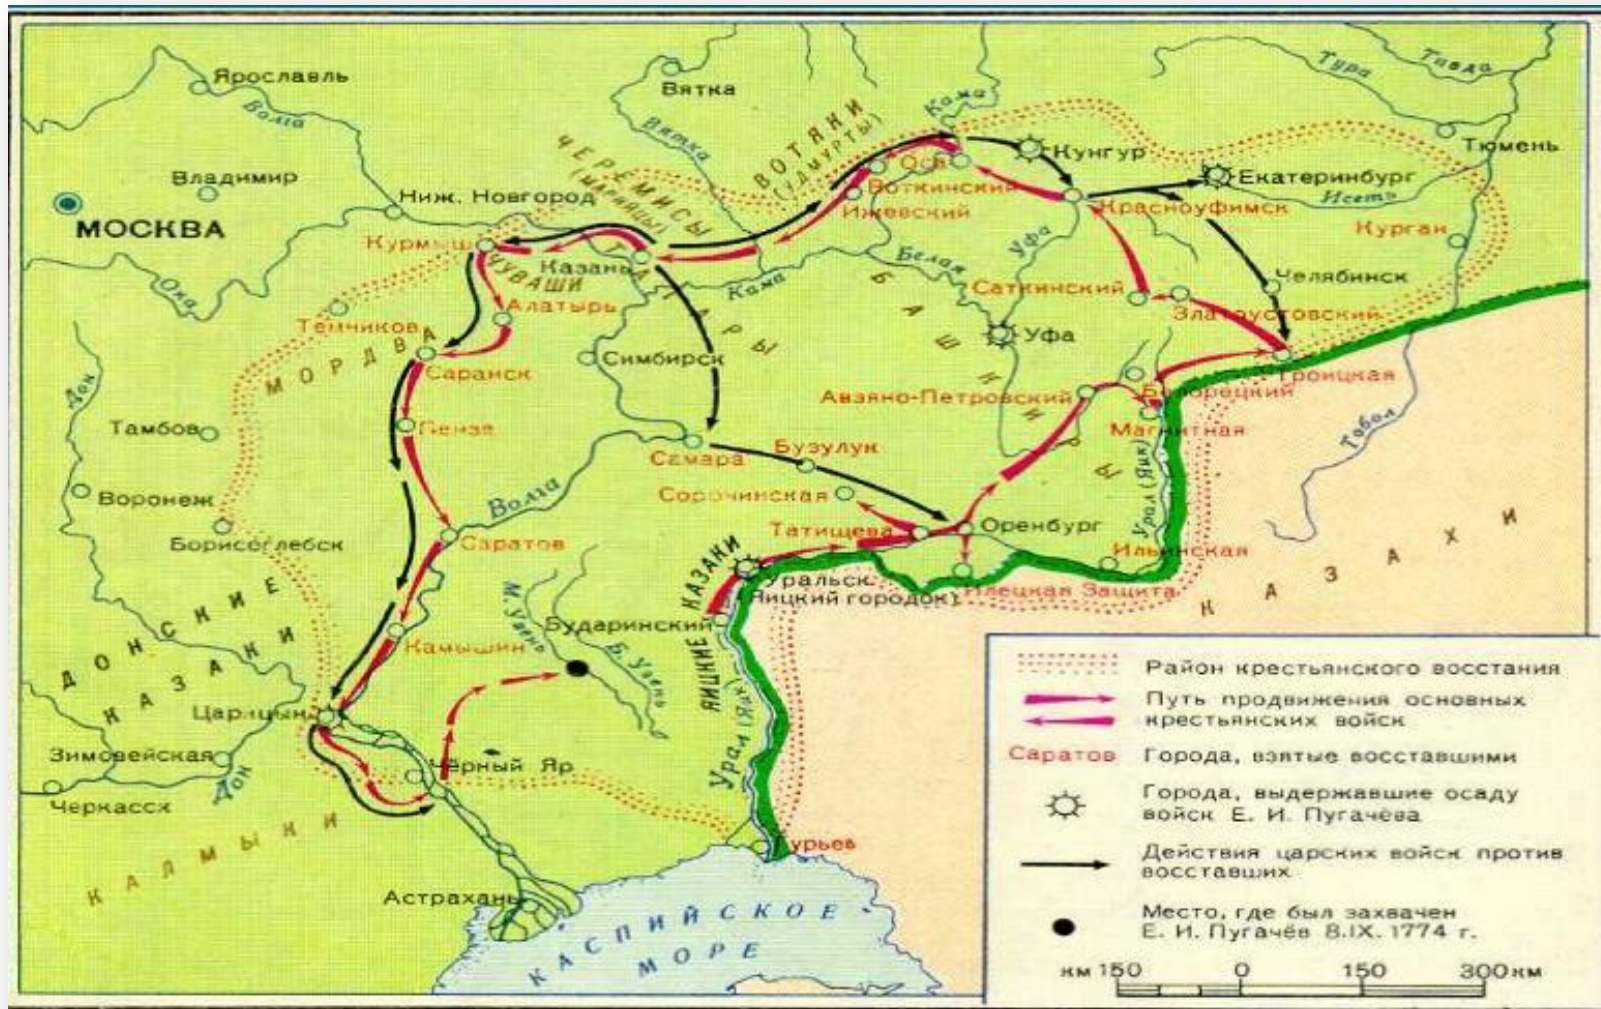 Ярославль
Волга
Вятка
Вятка
Кама
Тура
Тавда
Тюмень
Владимир
МОСКВА
Ниж. Новгород
ЧЕРЕМИСЫ
(МАРИЙЦЫ)
ВОТЯКИ
(УДМУРТЫ)
Оса
Кунгур
Екатеринбург
Исеть
Воткинский
Ижевский
Красноуфимск
Курган
Курмыш
ЧУВАШИ
Казань
ТАТАРЫ
Кама
Белая
Уфа
Челябинск
Саткинский
Златоустовский
Ока
Алатырь
Темников
МОРДВА
Саранск
Симбирск
БАШКИРЫ
Уфа
Троицкая
Дон
Авзяно-Петровский
Белорецкий
Магнитная
Тобол
Тамбов
Пенза
Самара
Бузулук
Сорочинская
Урал (Яик)
Воронеж
Волга
Борисоглебск
Саратов
Татищева
Оренбург
Ильинская
КАЗАХИ
Уральск
(Яицкий городок)
Илецкая Защита
ЯИЦКИЕ КАЗАКИ
ДОНСКИЕ
КАЗАКИ
М. Узень
Б. Узень
Бударинский
Камышин
Царицын
Зимовейская
Дон
Чёрный Яр
Урал (Яик)
Черкасск
КАЛМЫКИ
Гурьев
Астрахань
КАСПИЙСКОЕ
МОРЕ
Район крестьянского восстания
Путь продвижения основных
крестьянских войск
Саратов Города, взятые восставшими
Города, выдержавшие осаду
войск Е. И. Пугачёва
Действия царских войск против
восставших
Место, где был захвачен
Е. И. Пугачёв 8.IX. 1774 г.
км 150 0 150 300 км